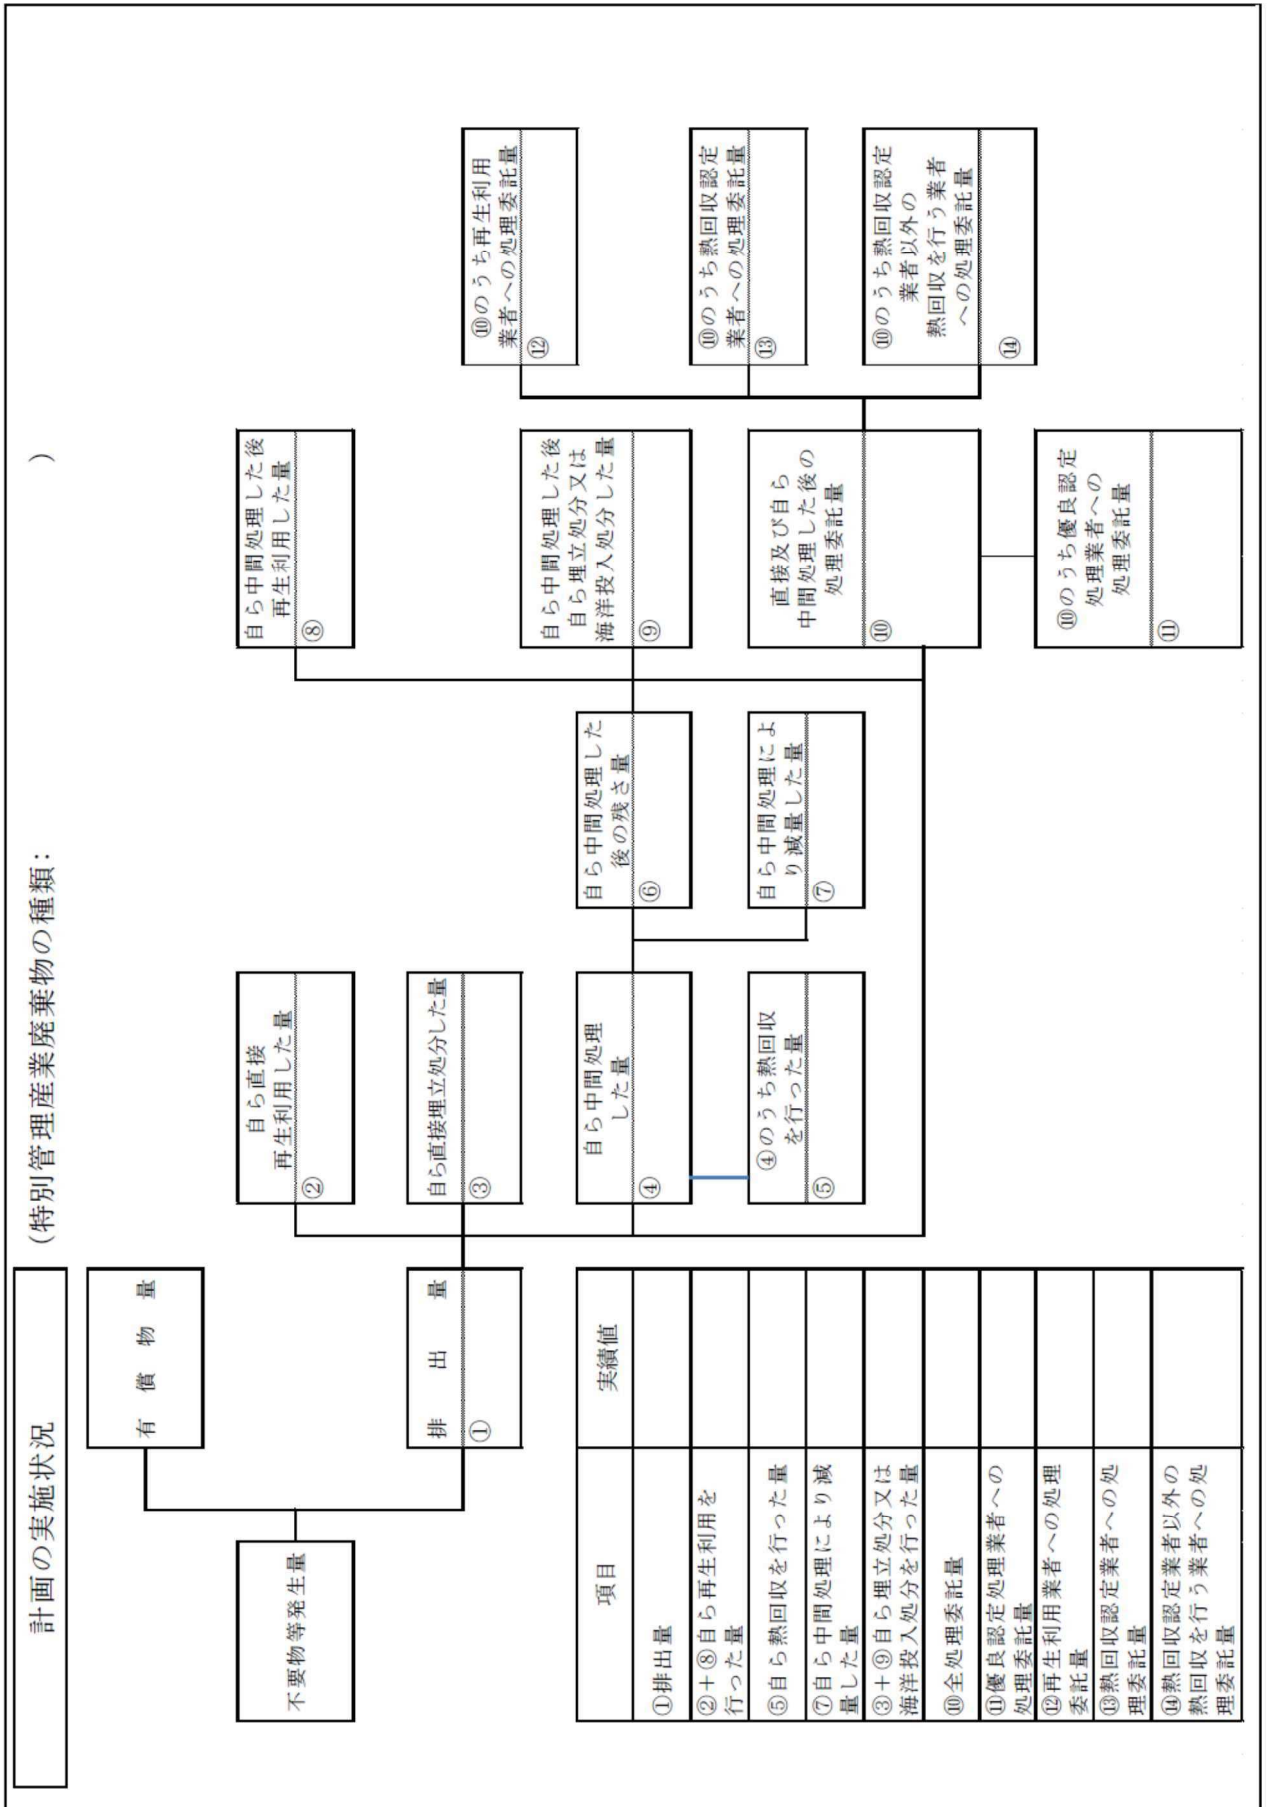 計画の実施状況
(特別管理産業廃棄物の種類:　　　　　　)
不要物等発生量
有償物量
排出量
①
自ら直接
再生利用した量
②
自ら直接埋立処分した量
③
自ら中間処理
した量
④
④のうち熱回収
を行った量
⑤
自ら中間処理した
後の残さ量
⑥
自ら中間処理によ
り減量した量
⑦
自ら中間処理した後
再生利用した量
⑧
自ら中間処理した後
自ら埋立処分又は
海洋投入処分した量
⑨
直接及び自ら
中間処理した後の
処理委託量
⑩
⑩のうち優良認定
処理業者への
処理委託量
⑪
⑩のうち再生利用
業者への処理委託量
⑫
⑩のうち熱回収認定
業者への処理委託量
⑬
⑩のうち熱回収認定
業者以外の
熱回収を行う業者
への処理委託量
⑭
項目
実績値
①排出量
②+⑧自ら再生利用を
行った量
⑤自ら熱回収を行った量
⑦自ら中間処理により減
量した量
③+⑨自ら埋立処分又は
海洋投入処分を行った量
⑩全処理委託量
⑪優良認定処理業者への
処理委託量
⑫再生利用業者への処理
委託量
⑬熱回収認定業者への処
理委託量
⑭熱回収認定業者以外の
熱回収を行う業者への処
理委託量